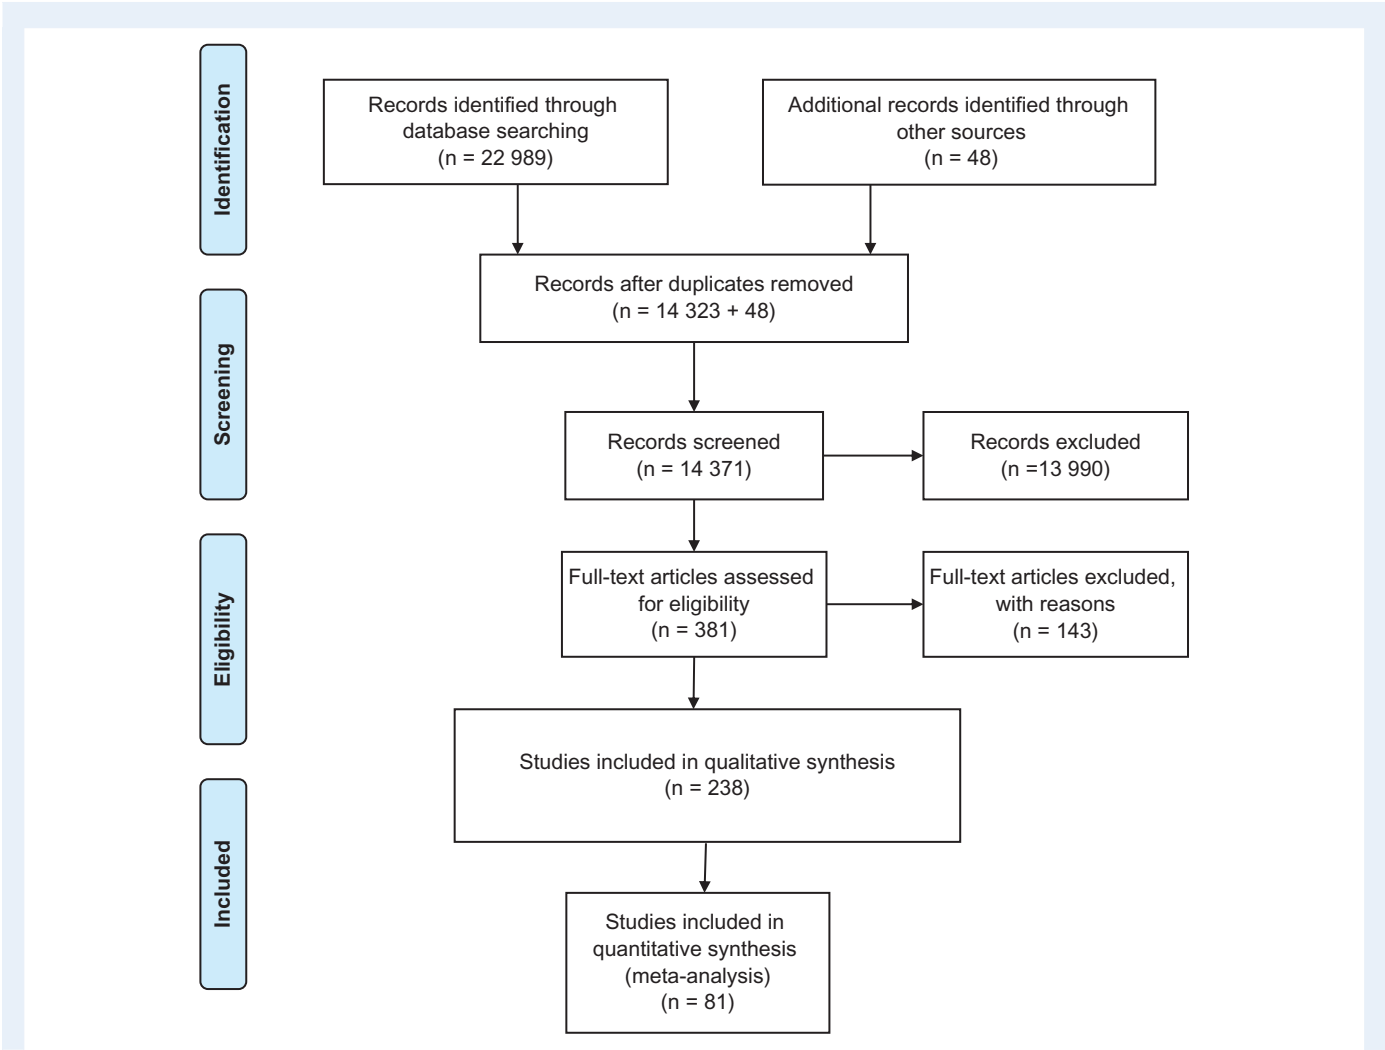 Identification
Records identified through
database searching
(n = 22 989)
Additional records identified through
other sources
(n = 48)
Records after duplicates removed
(n = 14 323 + 48)
Screening
Records screened
(n = 14 371)
Records excluded
(n =13 990)
Eligibility
Full-text articles assessed
for eligibility
(n = 381)
Full-text articles excluded,
with reasons
(n = 143)
Studies included in qualitative synthesis
(n = 238)
Included
Studies included in
quantitative synthesis
(meta-analysis)
(n = 81)